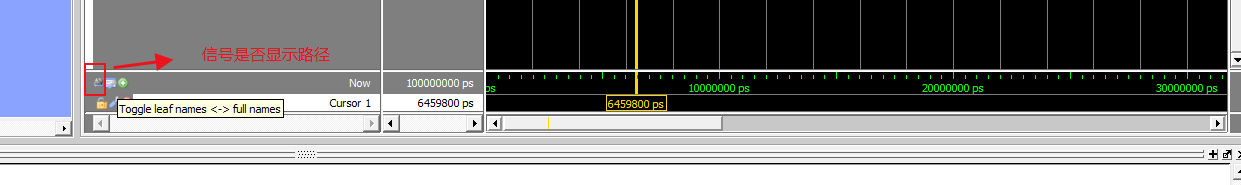 信号是否显示路径
Now
100000000 ps
ps
10000000 ps
20000000 ps
30000000 ps
Toggle leaf names <-> full names
Cursor 1
6459800 ps
6459800 ps